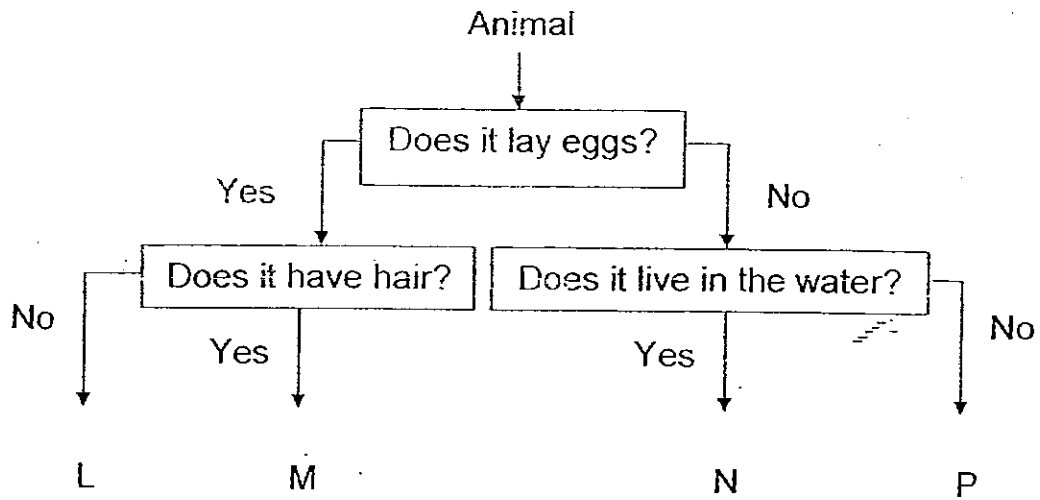 Animal
Does it lay eggs?
Yes
No
Does it have hair?
Does it live in the water?
No
Yes
Yes
No
L
M
N
P